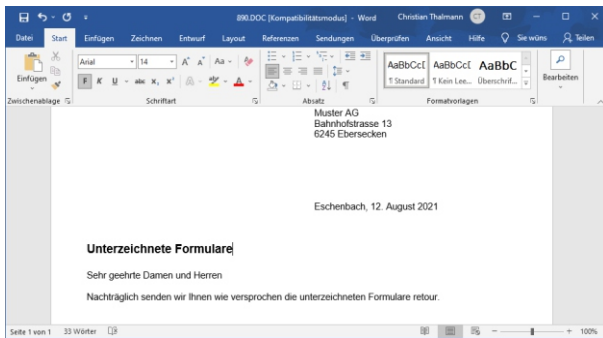 890.DOC [Kompatibilitätsmodus] - Word Christian Thalmann CT
Datei Start Einfügen Zeichnen Entwurf Layout Referenzen Sendungen Überprüfen Ansicht Hilfe Sie wüns Teilen
Einfügen
Arial 14 A A Aa
F K U abc x, x' A
AaBbCcI AaBbCcI AaBbC
¶ Standard ¶ Kein Lee... Überschrif...
Bearbeiten
Zwischenablage Schriftart Absatz Formatvorlagen
Muster AG
Bahnhofstrasse 13
6245 Ebersecken
Eschenbach, 12. August 2021
Unterzeichnete Formulare
Sehr geehrte Damen und Herren
Nachträglich senden wir Ihnen wie versprochen die unterzeichneten Formulare retour.
Seite 1 von 1 33 Wörter 100%